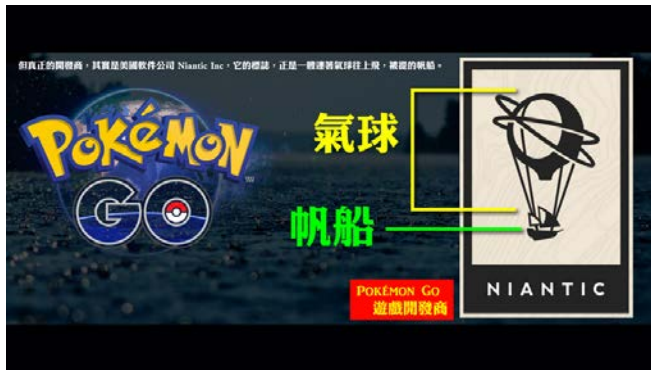 但真正的開發商，其實是美國軟件公司 Niantic Inc，它的標誌，正是一艘連著氣球往上飛，被提的帆船。
POKÉMON
GO
氣球
帆船
POKÉMON GO
遊戲開發商
NIANTIC